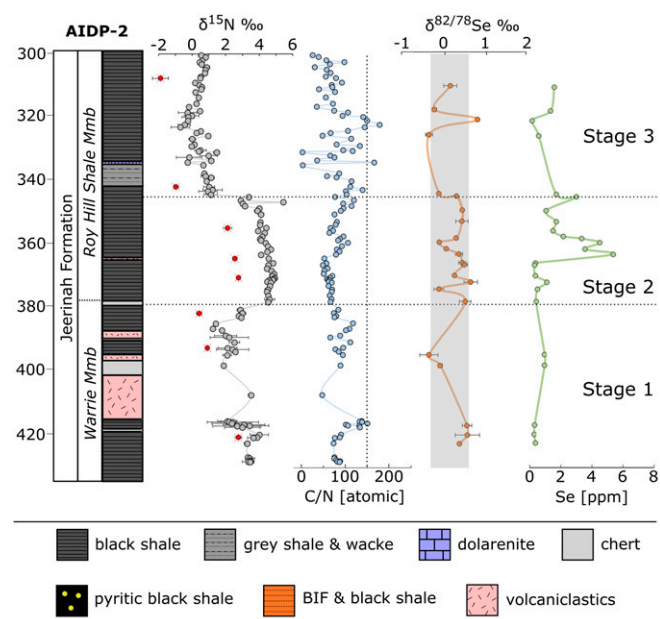 AIDP-2
δ¹⁵N ‰
δ⁸²/⁷⁸Se ‰
-2 0 2 4 6
-1 0 1 2
300
320
340
360
380
400
420
Jeerinah Formation
Roy Hill Shale Mmb
Warrie Mmb
Stage 3
Stage 2
Stage 1
0 100 200
C/N [atomic]
0 2 4 6 8
Se [ppm]
black shale
grey shale & wacke
dolarenite
chert
pyritic black shale
BIF & black shale
volcaniclastics